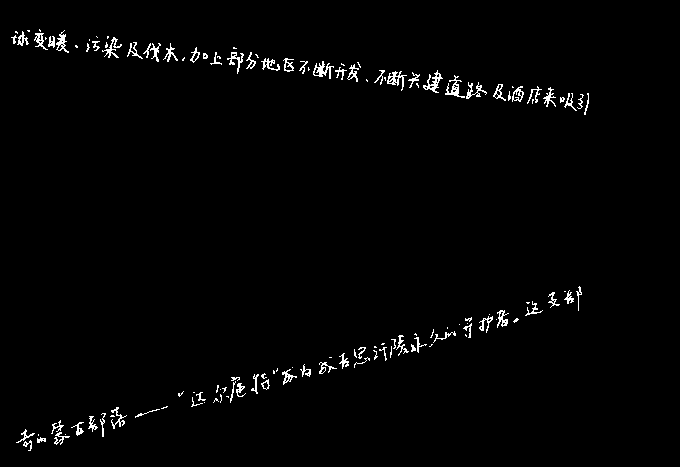 球变暖、污染及伐木,加上部分地区不断开发、不断兴建道路及酒店来吸引
奇的蒙古部落——“达尔扈特”成为成吉思汗陵永久的守护者。这支部